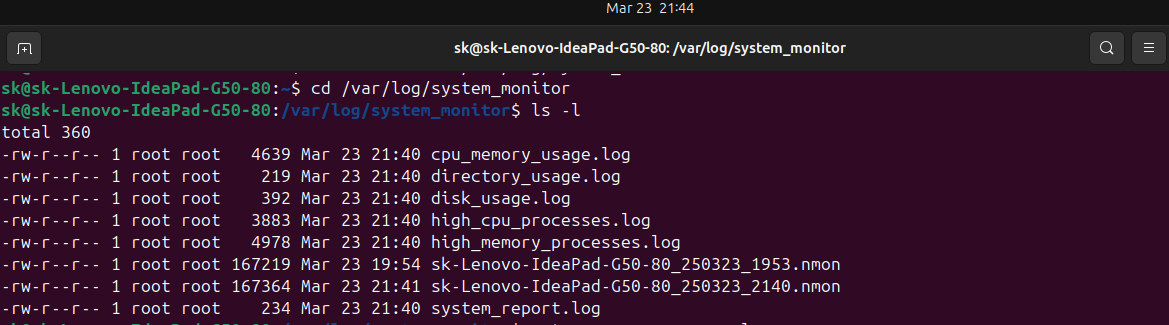 Mar 23 21:44
sk@sk-Lenovo-IdeaPad-G50-80: /var/log/system_monitor
sk@sk-Lenovo-IdeaPad-G50-80:~$ cd /var/log/system_monitor
sk@sk-Lenovo-IdeaPad-G50-80:/var/log/system_monitor$ ls -l
total 360
-rw-r--r-- 1 root root   4639 Mar 23 21:40 cpu_memory_usage.log
-rw-r--r-- 1 root root    219 Mar 23 21:40 directory_usage.log
-rw-r--r-- 1 root root    392 Mar 23 21:40 disk_usage.log
-rw-r--r-- 1 root root   3883 Mar 23 21:40 high_cpu_processes.log
-rw-r--r-- 1 root root   4978 Mar 23 21:40 high_memory_processes.log
-rw-r--r-- 1 root root 167219 Mar 23 19:54 sk-Lenovo-IdeaPad-G50-80_250323_1953.nmon
-rw-r--r-- 1 root root 167364 Mar 23 21:41 sk-Lenovo-IdeaPad-G50-80_250323_2140.nmon
-rw-r--r-- 1 root root    234 Mar 23 21:40 system_report.log